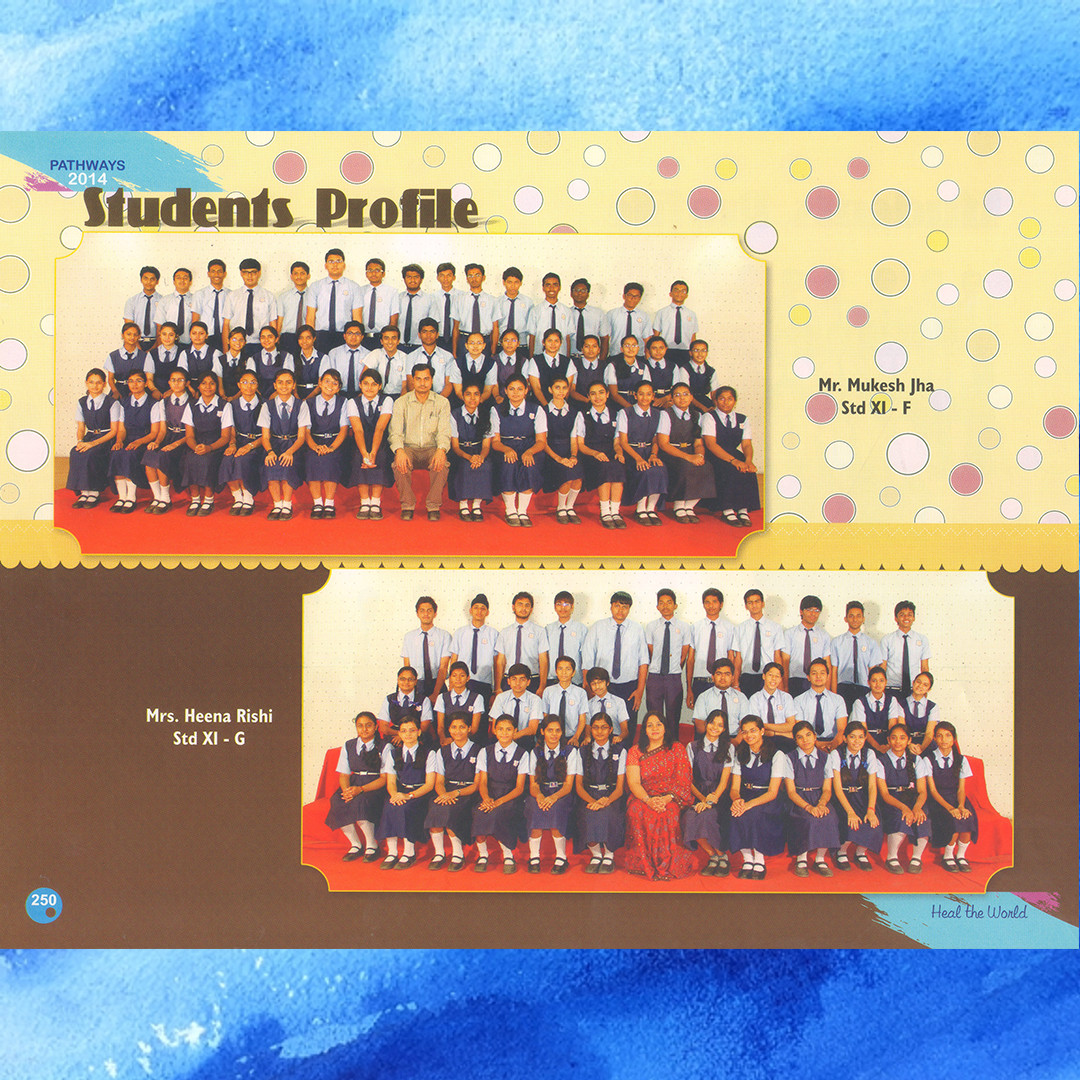 PATHWAYS
2014
Students Profile
Mr. Mukesh Jha
Std XI - F
Mrs. Heena Rishi
Std XI - G
250
Heal the World